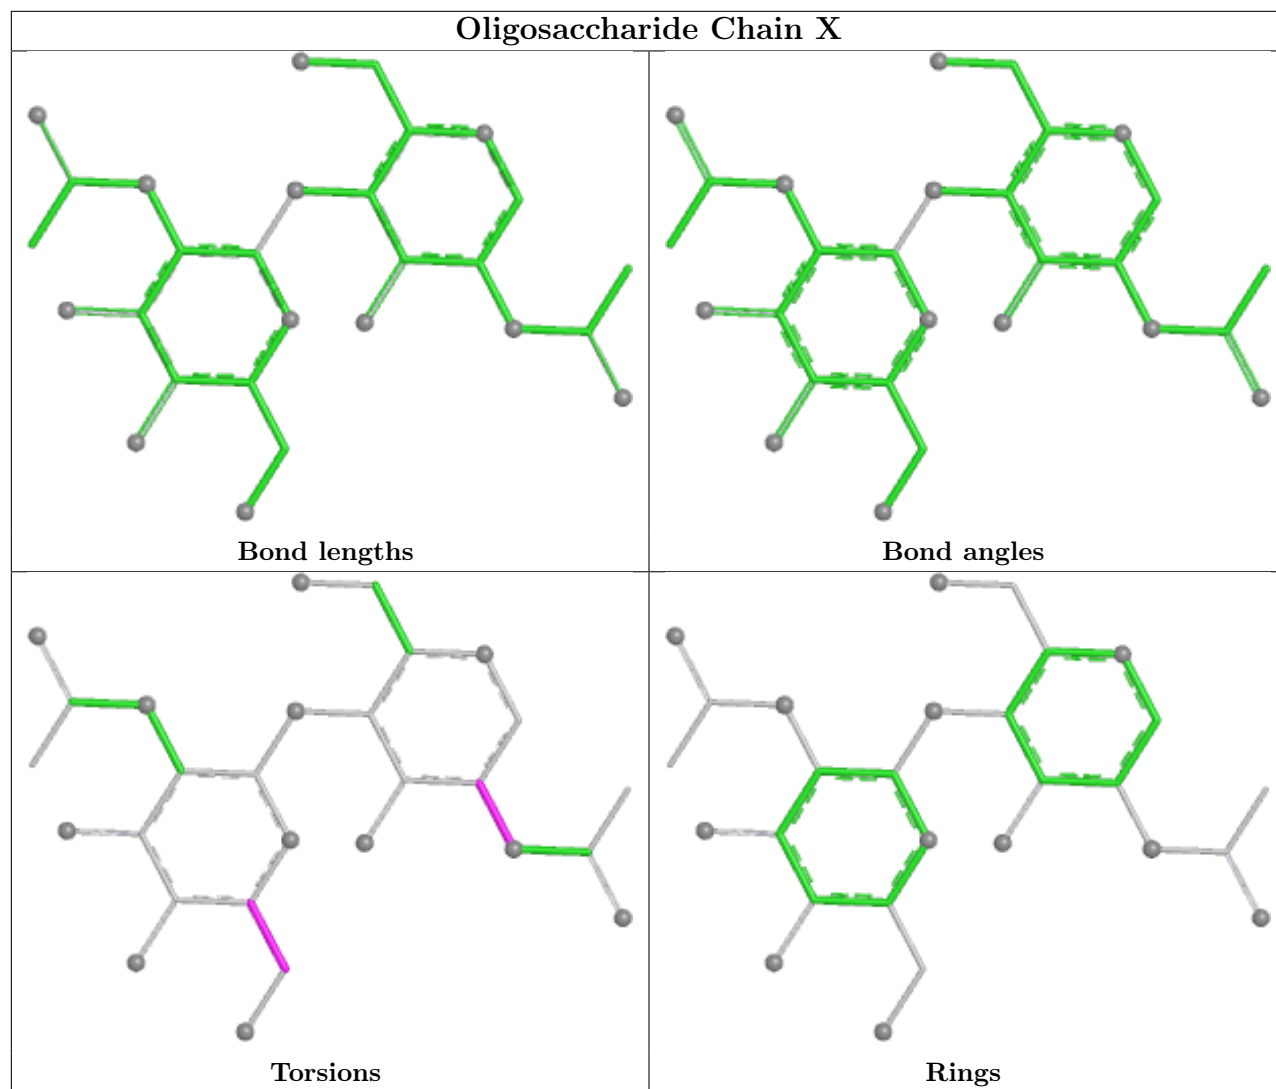 Oligosaccharide Chain X
Bond lengths
Bond angles
Torsions
Rings